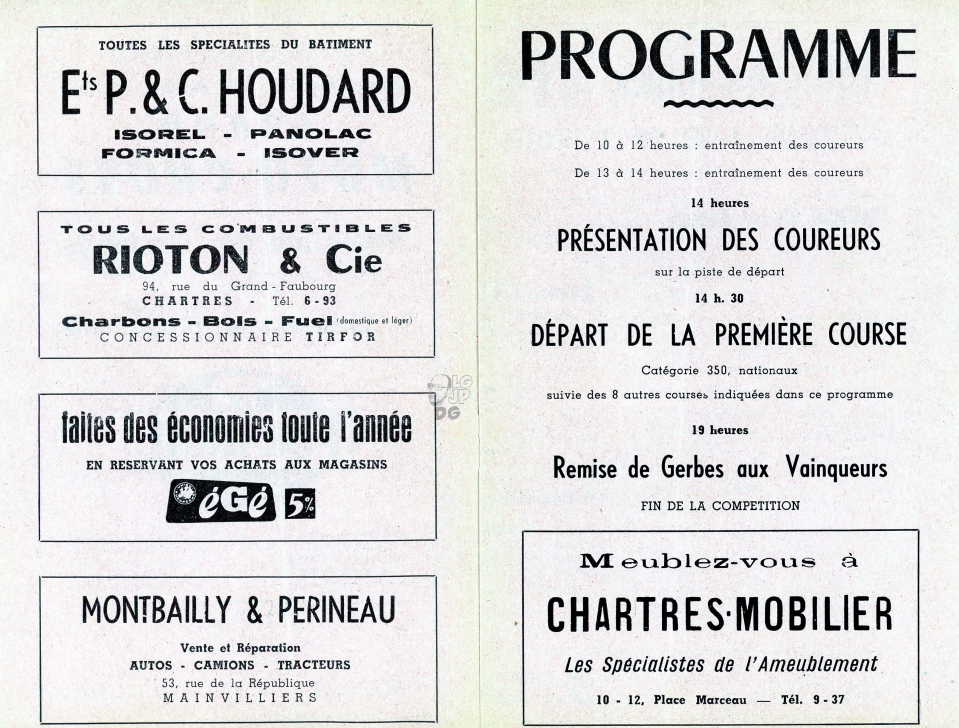 TOUTES LES SPECIALITES DU BATIMENT
Ets P. & C. HOUDARD
ISOREL - PANOLAC
FORMICA - ISOVER
TOUS LES COMBUSTIBLES
RIOTON & Cie
94, rue du Grand-Faubourg
CHARTRES - Tél. 6-93
Charbons - Bois - Fuel (domestique et léger)
CONCESSIONNAIRE TIRFOR
faites des économies toute l'année
EN RESERVANT VOS ACHATS AUX MAGASINS
éGé 5%
MONTBAILLY & PERINEAU
Vente et Réparation
AUTOS - CAMIONS - TRACTEURS
53, rue de la République
MAINVILLIERS
PROGRAMME
De 10 à 12 heures : entraînement des coureurs
De 13 à 14 heures : entraînement des coureurs
14 heures
PRÉSENTATION DES COUREURS
sur la piste de départ
14 h. 30
DÉPART DE LA PREMIÈRE COURSE
Catégorie 350, nationaux
suivie des 8 autres courses indiquées dans ce programme
19 heures
Remise de Gerbes aux Vainqueurs
FIN DE LA COMPETITION
Meublez-vous à
CHARTRES-MOBILIER
Les Spécialistes de l'Ameublement
10 - 12, Place Marceau — Tél. 9-37